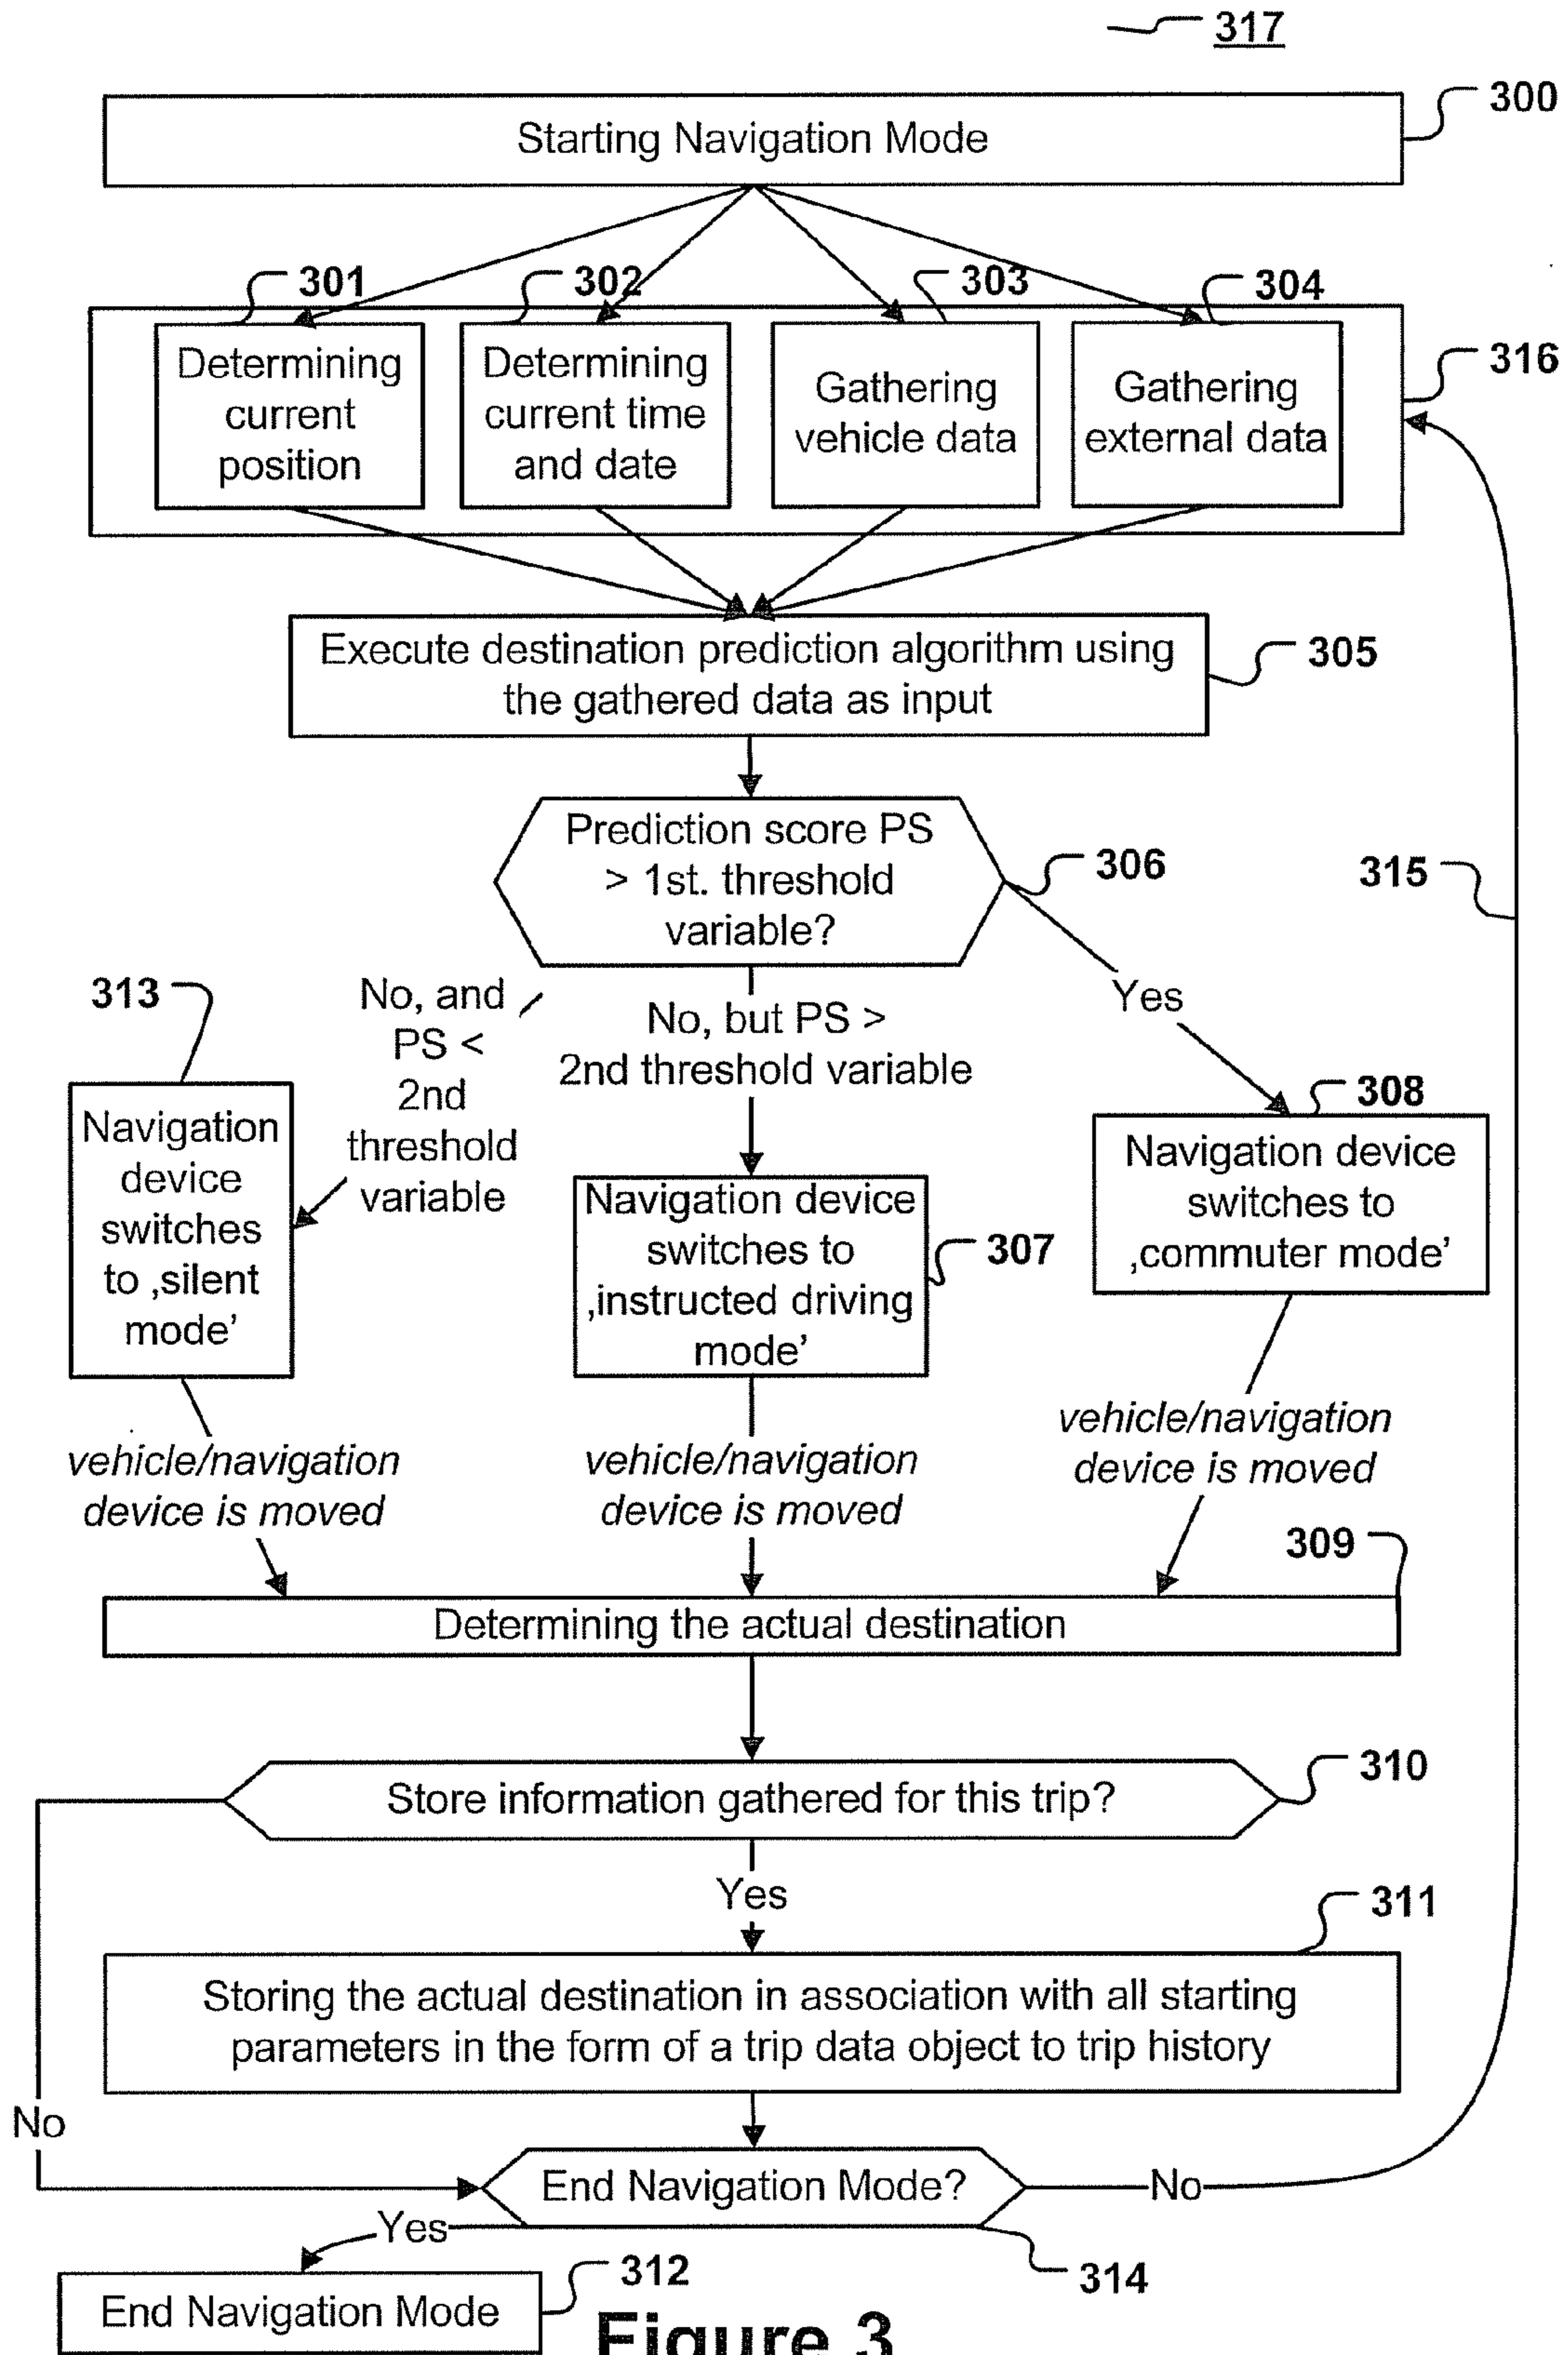 317
300
Starting Navigation Mode
301
302
303
304
316
Determining
current
position
Determining
current time
and date
Gathering
vehicle data
Gathering
external data
Execute destination prediction algorithm using
the gathered data as input
305
Prediction score PS
> 1st. threshold
variable?
306
315
313
No, and
PS <
2nd
threshold
variable
No, but PS >
2nd threshold variable
Yes
308
Navigation
device
switches
to ‚silent
mode’
Navigation device
switches to
‚instructed driving
mode’
307
Navigation device
switches to
‚commuter mode’
vehicle/navigation
device is moved
vehicle/navigation
device is moved
vehicle/navigation
device is moved
309
Determining the actual destination
310
Store information gathered for this trip?
Yes
311
Storing the actual destination in association with all starting
parameters in the form of a trip data object to trip history
No
End Navigation Mode?
No
Yes
314
312
End Navigation Mode
Figure 3